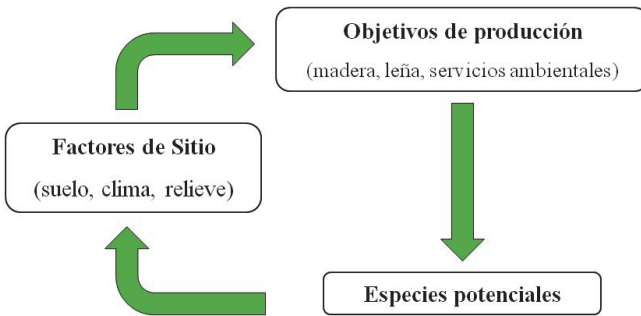 Objetivos de producción
(madera, leña, servicios ambientales)
Factores de Sitio
(suelo, clima, relieve)
Especies potenciales